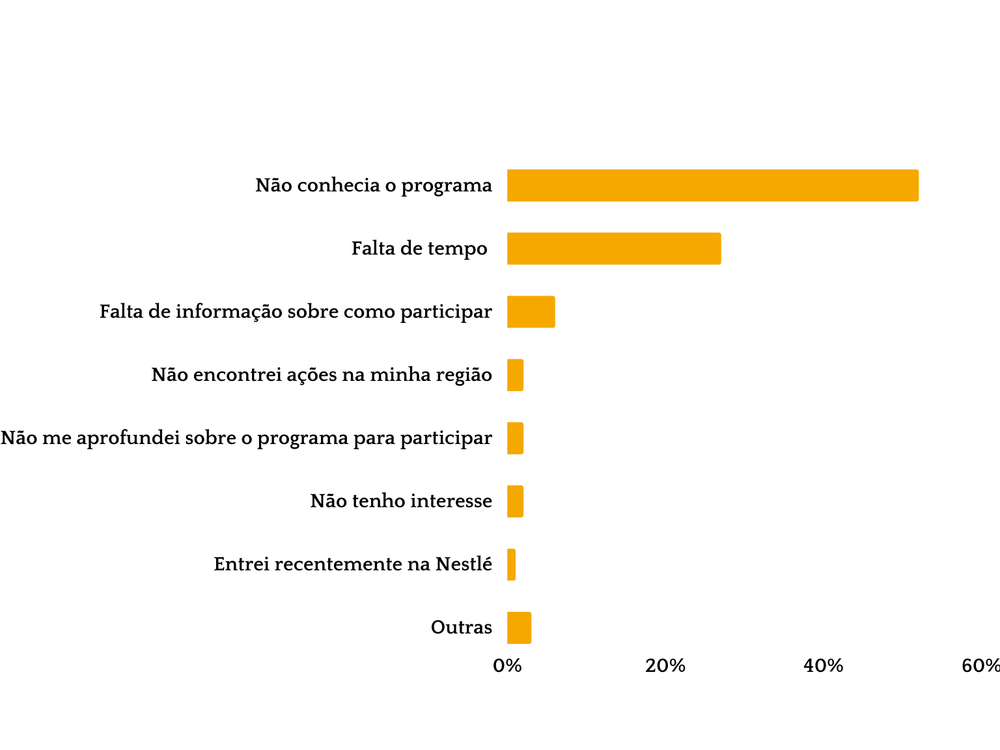 Não conhecia o programa
Falta de tempo
Falta de informação sobre como participar
Não encontrei ações na minha região
Não me aprofundei sobre o programa para participar
Não tenho interesse
Entrei recentemente na Nestlé
Outras
0% 20% 40% 60%